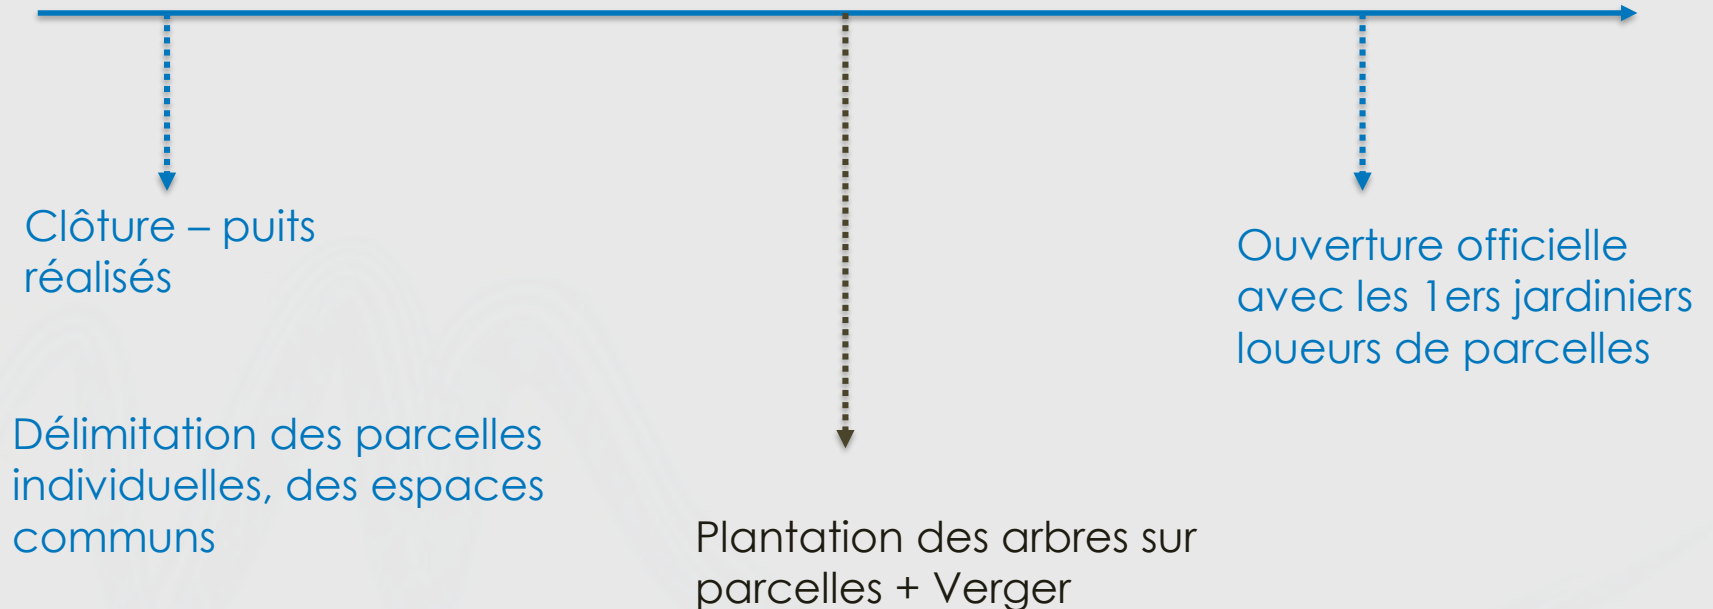 Clôture – puits
réalisés
Délimitation des parcelles
individuelles, des espaces
communs
Plantation des arbres sur
parcelles + Verger
Ouverture officielle
avec les 1ers jardiniers
loueurs de parcelles